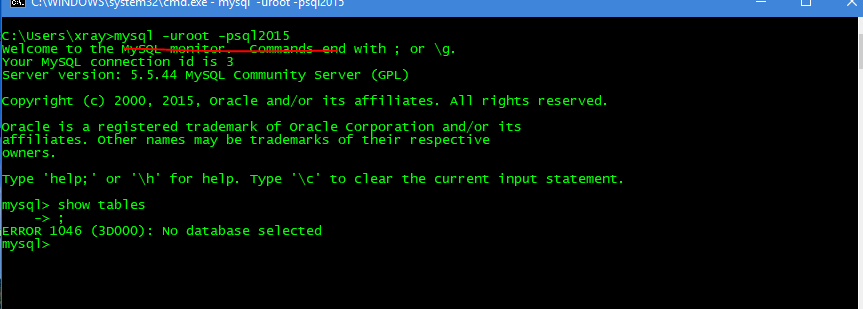 C:\WINDOWS\system32\cmd.exe - mysql -uroot -psql2015
C:\Users\xray>mysql -uroot -psql2015
Welcome to the MySQL monitor.  Commands end with ; or \g.
Your MySQL connection id is 3
Server version: 5.5.44 MySQL Community Server (GPL)
Copyright (c) 2000, 2015, Oracle and/or its affiliates. All rights reserved.
Oracle is a registered trademark of Oracle Corporation and/or its
affiliates. Other names may be trademarks of their respective
owners.
Type 'help;' or '\h' for help. Type '\c' to clear the current input statement.
mysql> show tables
    -> ;
ERROR 1046 (3D000): No database selected
mysql>